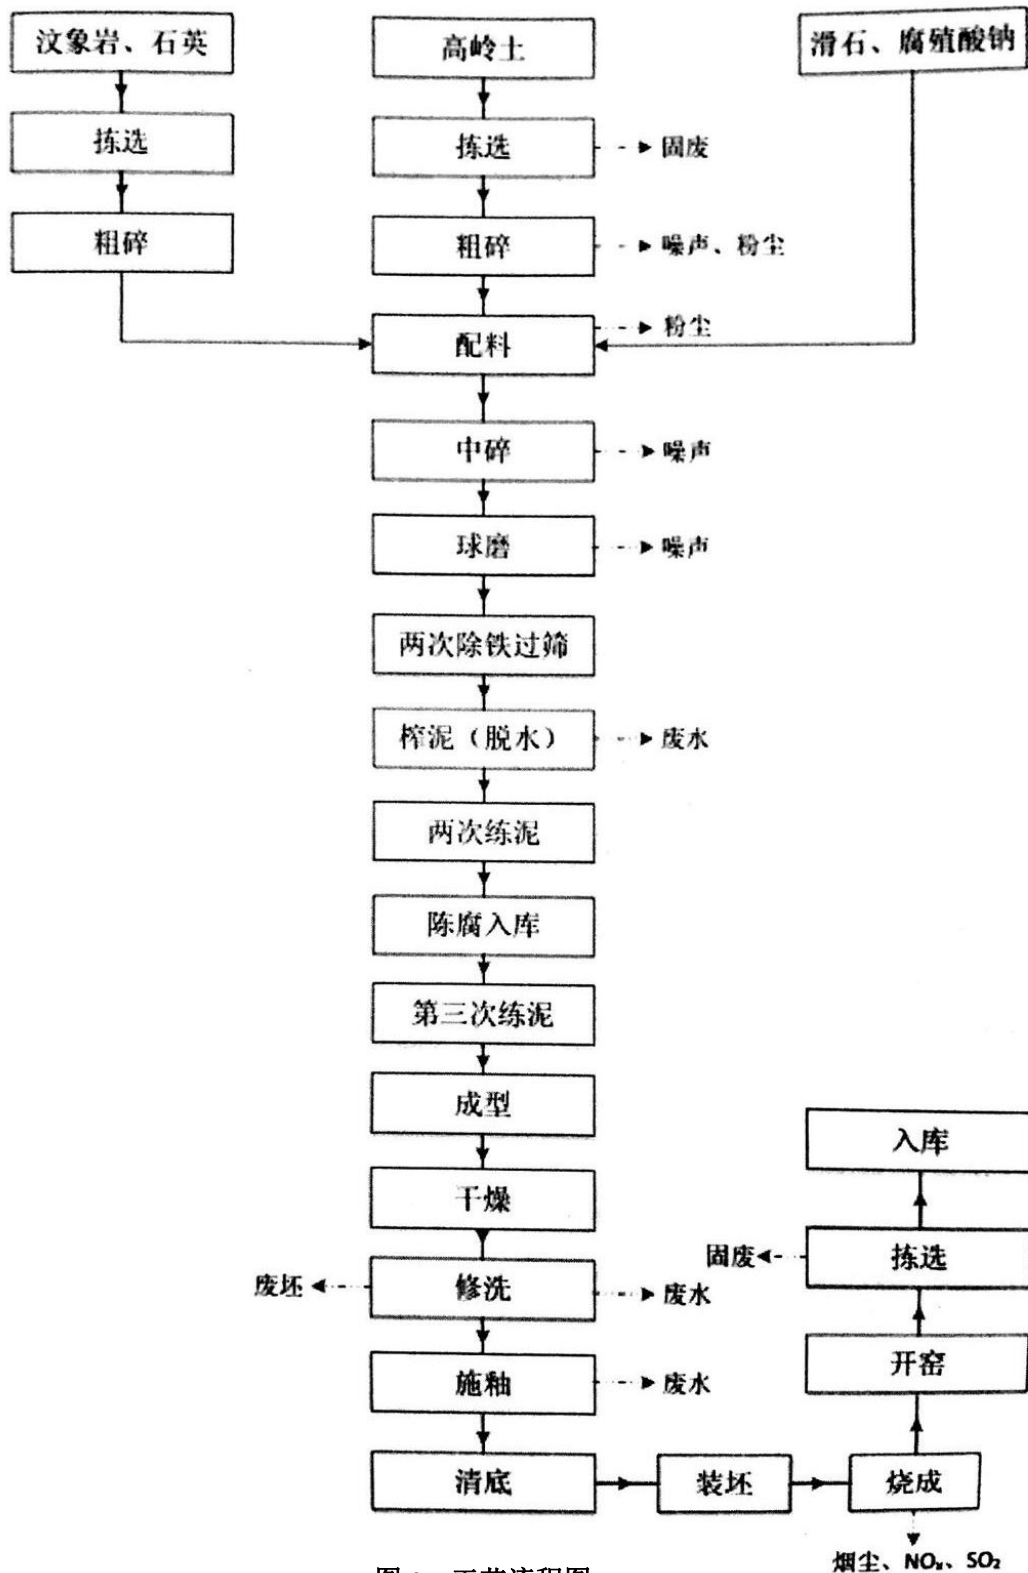 汶象岩、石英
高岭土
滑石、腐殖酸钠
拣选
拣选
固废
粗碎
粗碎
噪声、粉尘
配料
粉尘
中碎
噪声
球磨
噪声
两次除铁过筛
榨泥（脱水）
废水
两次练泥
陈腐入库
第三次练泥
成型
入库
干燥
固废
拣选
废坯
修洗
废水
开窑
施釉
废水
清底
装坯
烧成
烟尘、NOₓ、SO₂
工艺流程图